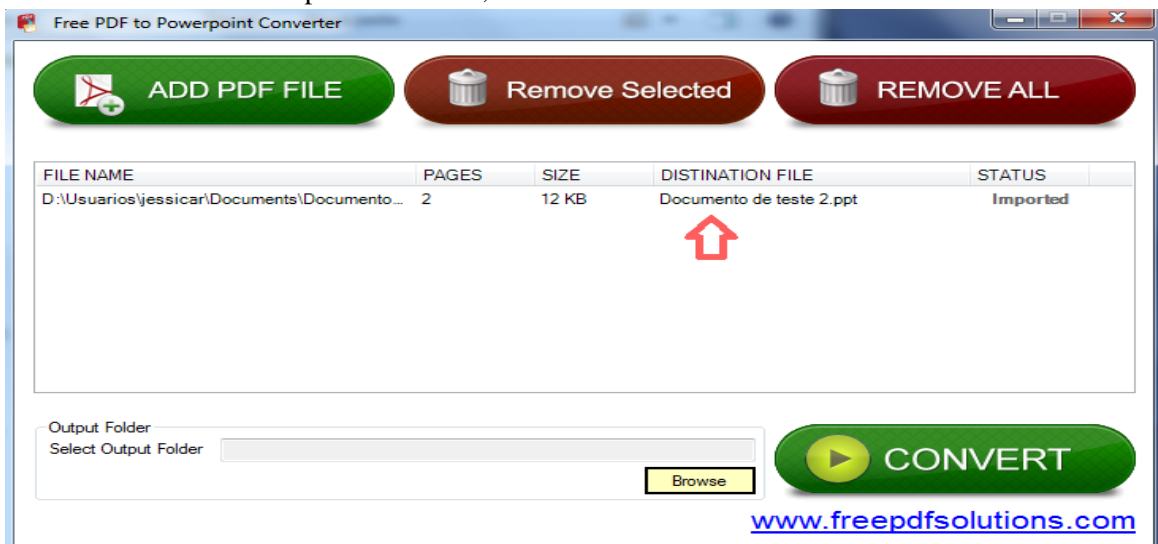 Free PDF to Powerpoint Converter
ADD PDF FILE Remove Selected REMOVE ALL
FILE NAME PAGES SIZE DISTINATION FILE STATUS
D:\Usuarios\jessicar\Documents\Documento... 2 12 KB Documento de teste 2.ppt Imported
Output Folder
Select Output Folder
CONVERT
Browse
www.freepdfsolutions.com